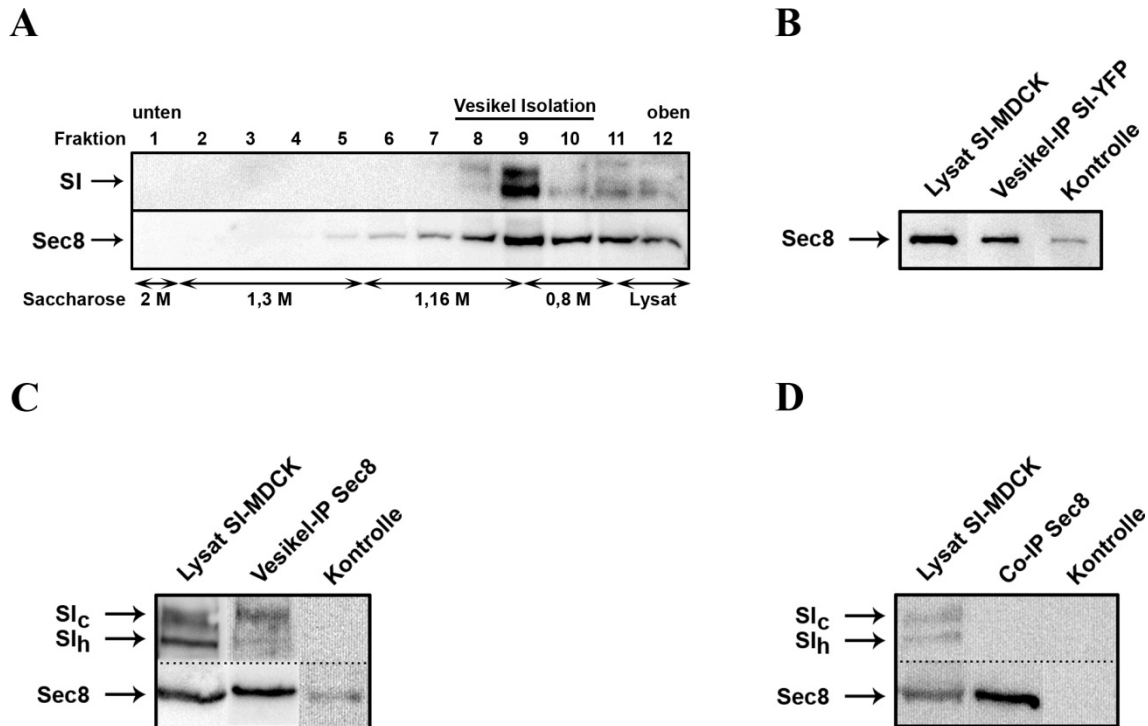 A
unten Vesikel Isolation oben
Fraktion 1 2 3 4 5 6 7 8 9 10 11 12
SI
Sec8
Saccharose 2 M 1,3 M 1,16 M 0,8 M Lysat
B
Lysat SI-MDCK
Vesikel-IP SI-YFP
Kontrolle
Sec8
C
Lysat SI-MDCK
Vesikel-IP Sec8
Kontrolle
SIc
SIh
Sec8
D
Lysat SI-MDCK
Co-IP Sec8
Kontrolle
SIc
SIh
Sec8